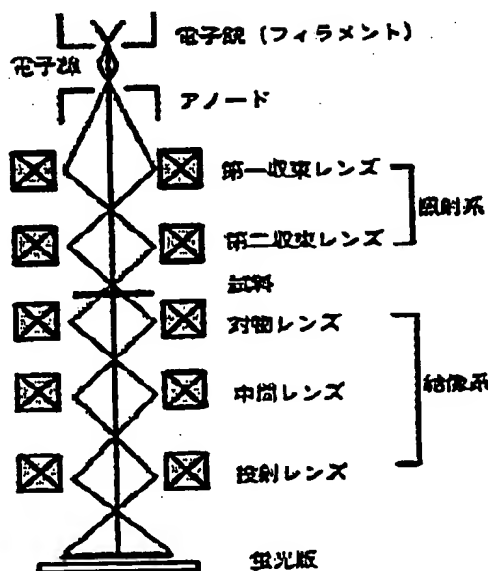 電子銃（フィラメント）
電子源
アノード
第一収束レンズ
照射系
第二収束レンズ
試料
対物レンズ
中間レンズ
結像系
投射レンズ
蛍光版